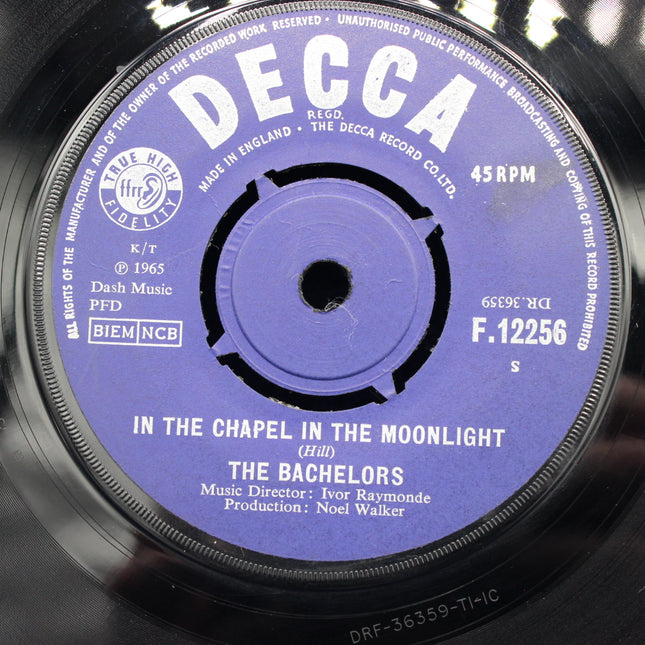 ALL RIGHTS OF THE MANUFACTURER AND OF THE OWNER OF THE RECORDED WORK RESERVED • UNAUTHORISED PUBLIC PERFORMANCE, BROADCASTING AND COPYING OF THIS RECORD PROHIBITED
DECCA
REGD.
MADE IN ENGLAND • THE DECCA RECORD CO. LTD.
TRUE HIGH
ffrr
FIDELITY
45 RPM
K/T
Ⓟ 1965
Dash Music
PFD
BIEM NCB
DR.36359
F.12256
S
IN THE CHAPEL IN THE MOONLIGHT
(Hill)
THE BACHELORS
Music Director: Ivor Raymonde
Production: Noel Walker
DRF-36359-T1-1C